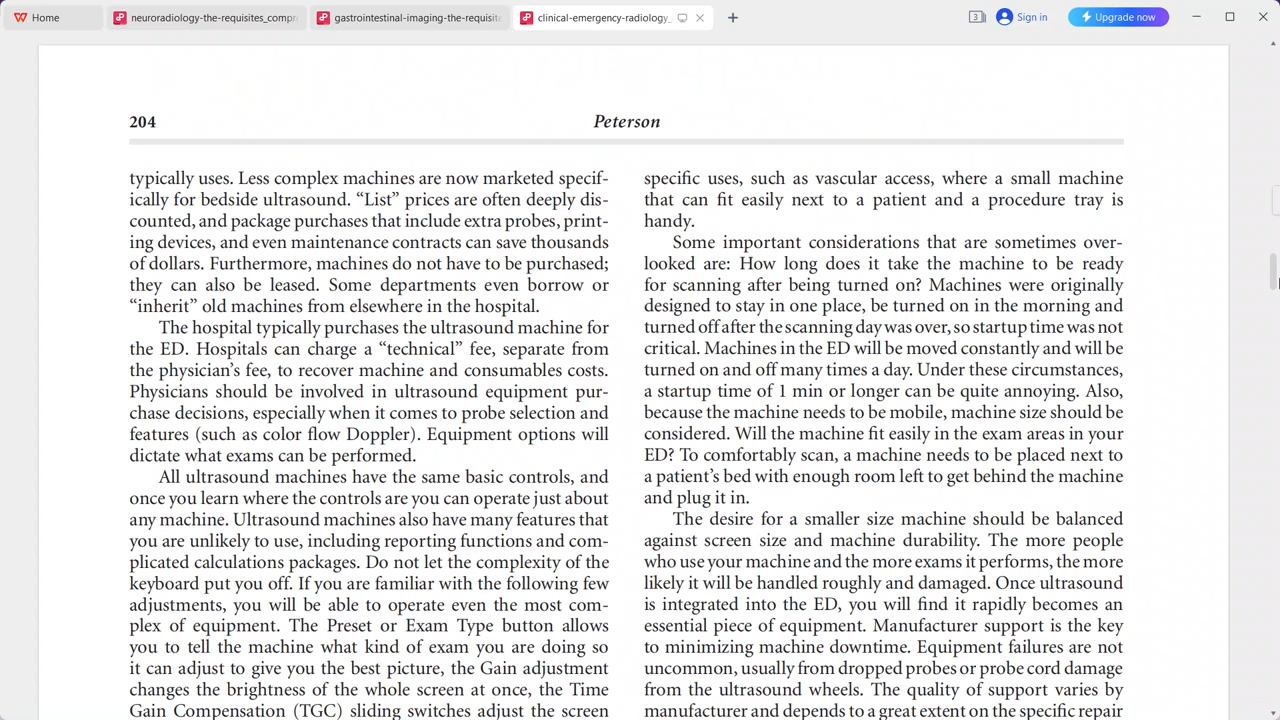 Home
neuroradiology-the-requisites_compr
gastrointestinal-imaging-the-requisite
clinical-emergency-radiology_
3
Sign in
Upgrade now
204
Peterson
typically uses. Less complex machines are now marketed specif-
ically for bedside ultrasound. “List” prices are often deeply dis-
counted, and package purchases that include extra probes, print-
ing devices, and even maintenance contracts can save thousands
of dollars. Furthermore, machines do not have to be purchased;
they can also be leased. Some departments even borrow or
“inherit” old machines from elsewhere in the hospital.
The hospital typically purchases the ultrasound machine for
the ED. Hospitals can charge a “technical” fee, separate from
the physician’s fee, to recover machine and consumables costs.
Physicians should be involved in ultrasound equipment pur-
chase decisions, especially when it comes to probe selection and
features (such as color flow Doppler). Equipment options will
dictate what exams can be performed.
All ultrasound machines have the same basic controls, and
once you learn where the controls are you can operate just about
any machine. Ultrasound machines also have many features that
you are unlikely to use, including reporting functions and com-
plicated calculations packages. Do not let the complexity of the
keyboard put you off. If you are familiar with the following few
adjustments, you will be able to operate even the most com-
plex of equipment. The Preset or Exam Type button allows
you to tell the machine what kind of exam you are doing so
it can adjust to give you the best picture, the Gain adjustment
changes the brightness of the whole screen at once, the Time
Gain Compensation (TGC) sliding switches adjust the screen
specific uses, such as vascular access, where a small machine
that can fit easily next to a patient and a procedure tray is
handy.
Some important considerations that are sometimes over-
looked are: How long does it take the machine to be ready
for scanning after being turned on? Machines were originally
designed to stay in one place, be turned on in the morning and
turned off after the scanning day was over, so startup time was not
critical. Machines in the ED will be moved constantly and will be
turned on and off many times a day. Under these circumstances,
a startup time of 1 min or longer can be quite annoying. Also,
because the machine needs to be mobile, machine size should be
considered. Will the machine fit easily in the exam areas in your
ED? To comfortably scan, a machine needs to be placed next to
a patient’s bed with enough room left to get behind the machine
and plug it in.
The desire for a smaller size machine should be balanced
against screen size and machine durability. The more people
who use your machine and the more exams it performs, the more
likely it will be handled roughly and damaged. Once ultrasound
is integrated into the ED, you will find it rapidly becomes an
essential piece of equipment. Manufacturer support is the key
to minimizing machine downtime. Equipment failures are not
uncommon, usually from dropped probes or probe cord damage
from the ultrasound wheels. The quality of support varies by
manufacturer and depends to a great extent on the specific repair